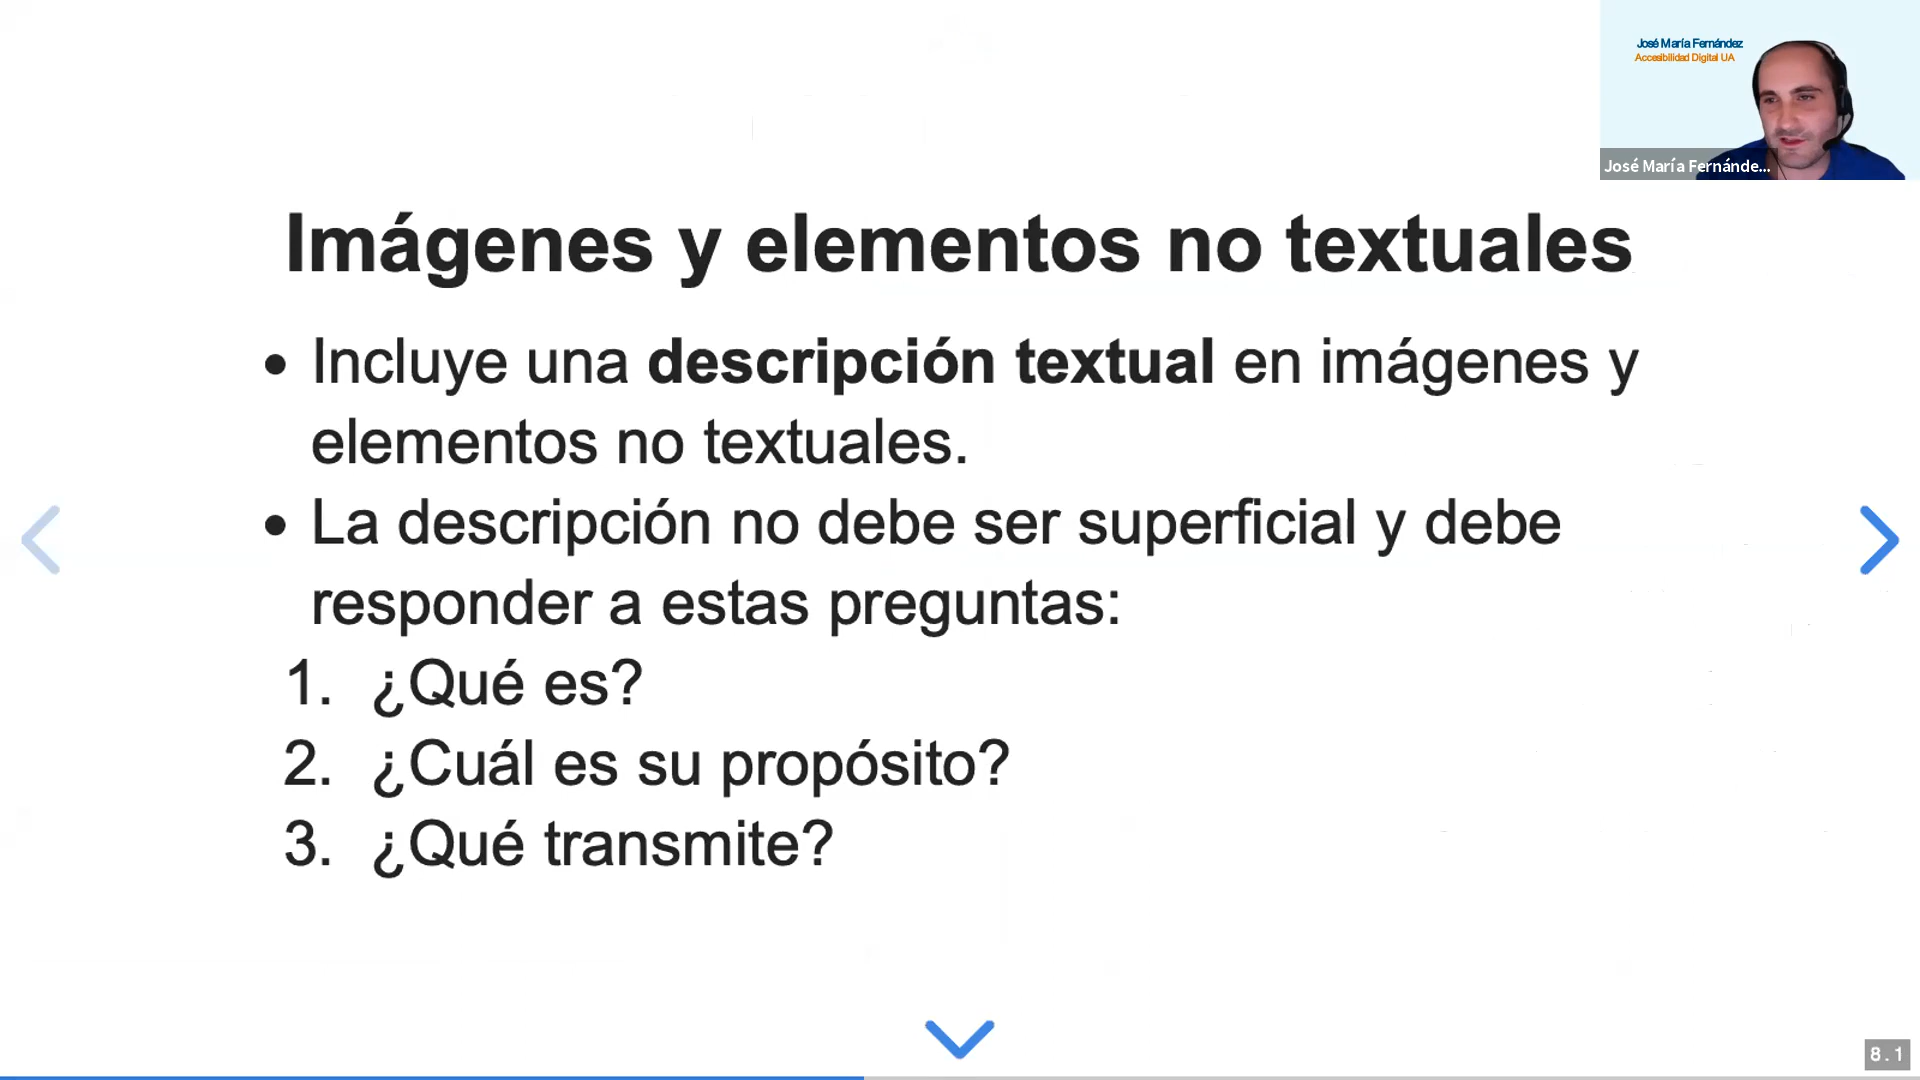 José María Fernández
Accesibilidad Digital UA
José María Fernánde...
Imágenes y elementos no textuales
• Incluye una descripción textual en imágenes y
elementos no textuales.
• La descripción no debe ser superficial y debe
responder a estas preguntas:
1. ¿Qué es?
2. ¿Cuál es su propósito?
3. ¿Qué transmite?
8.1